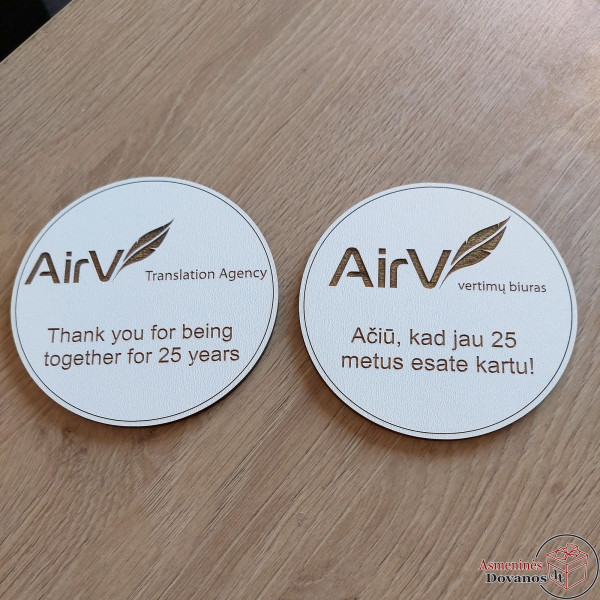 AirV
Translation Agency
Thank you for being
together for 25 years
AirV
vertimų biuras
Ačiū, kad jau 25
metus esate kartu!
Asmeninės
Dovanos.lt